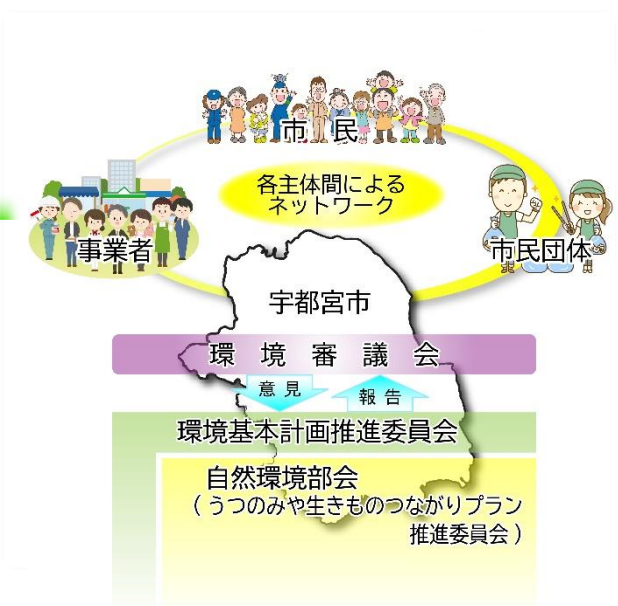 市民
各主体間による
ネットワーク
事業者
市民団体
宇都宮市
環境審議会
意見
報告
環境基本計画推進委員会
自然環境部会
（うつのみや生きものつながりプラン
推進委員会）